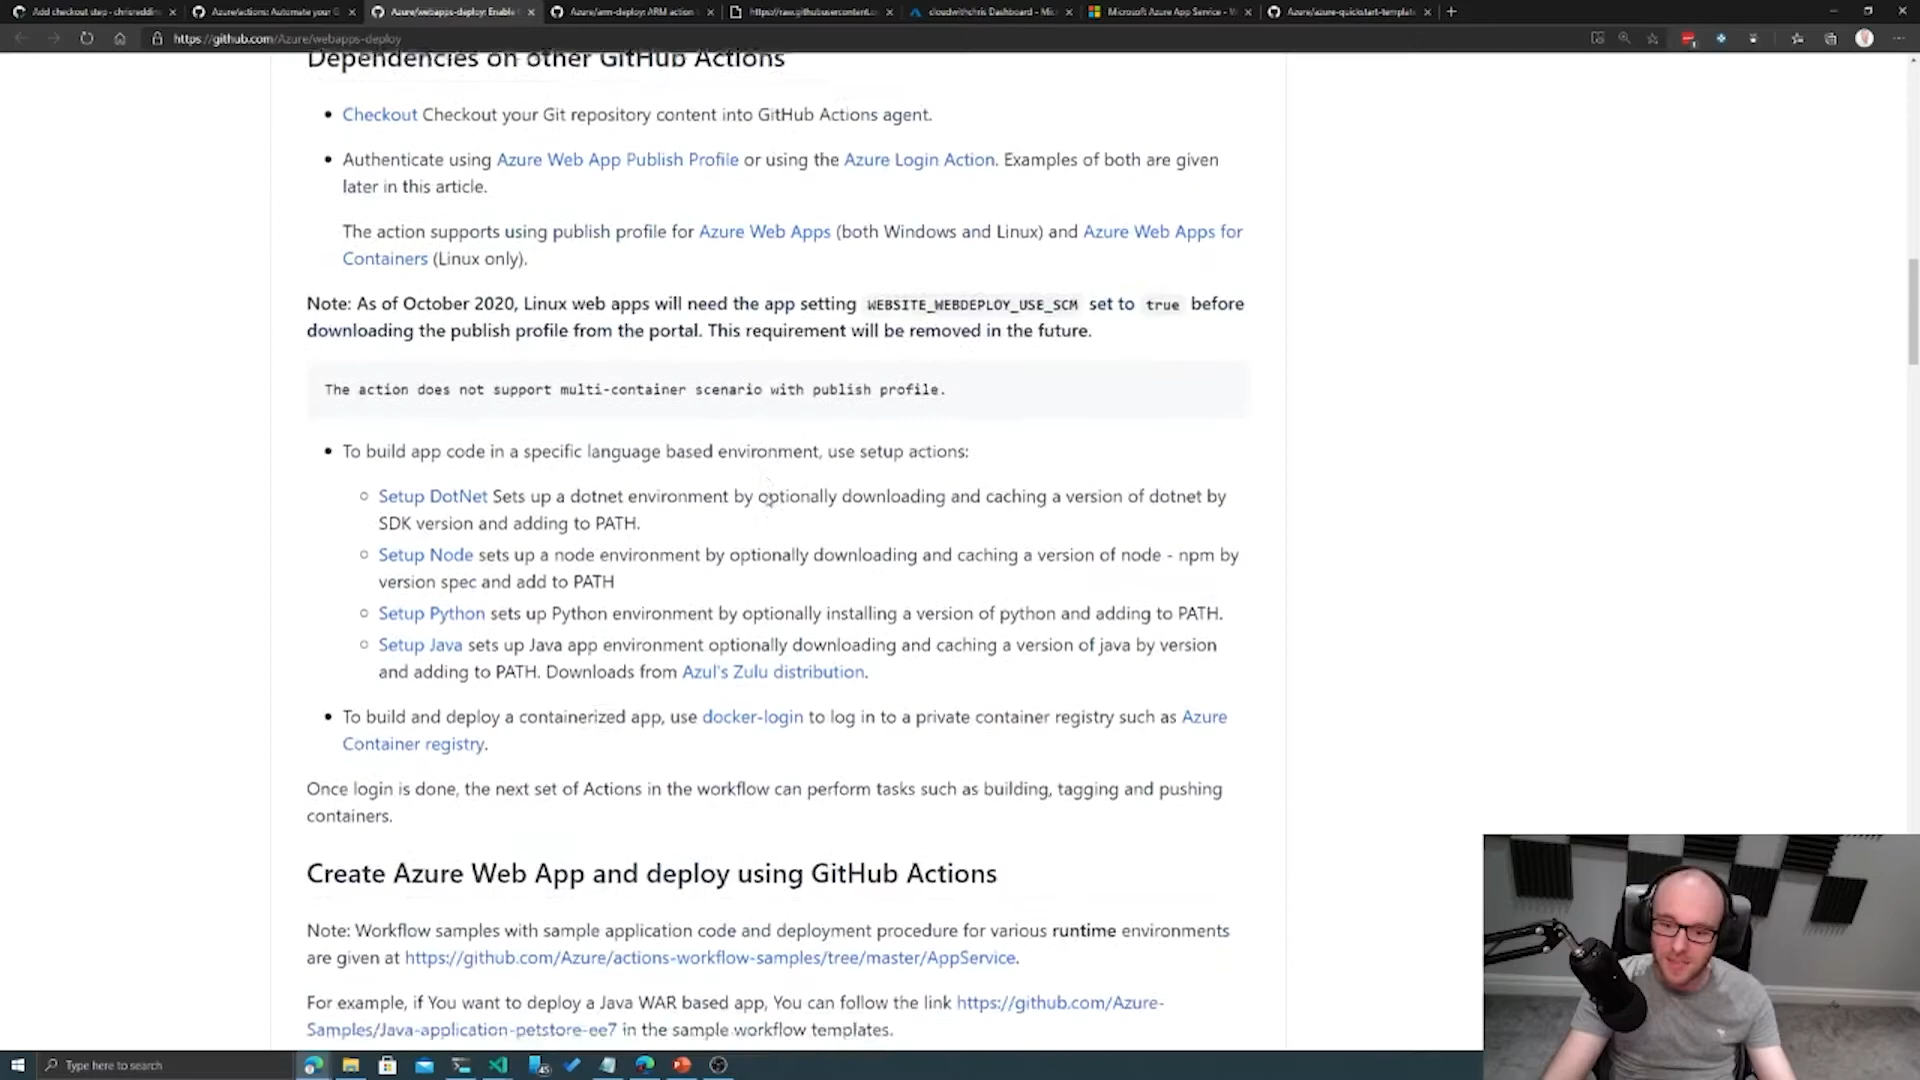 Add checkout step - chrisreddin
Azure/actions: Automate your G
Azure/webapps-deploy: Enable
Azure/arm-deploy: ARM action
https://raw.githubusercontent.c
cloudwithchris Dashboard - Mic
Microsoft Azure App Service - W
Azure/azure-quickstart-templat
https://github.com/Azure/webapps-deploy
Dependencies on other GitHub Actions
• Checkout Checkout your Git repository content into GitHub Actions agent.
• Authenticate using Azure Web App Publish Profile or using the Azure Login Action. Examples of both are given
later in this article.
The action supports using publish profile for Azure Web Apps (both Windows and Linux) and Azure Web Apps for
Containers (Linux only).
Note: As of October 2020, Linux web apps will need the app setting WEBSITE_WEBDEPLOY_USE_SCM set to true before
downloading the publish profile from the portal. This requirement will be removed in the future.
The action does not support multi-container scenario with publish profile.
• To build app code in a specific language based environment, use setup actions:
○ Setup DotNet Sets up a dotnet environment by optionally downloading and caching a version of dotnet by
SDK version and adding to PATH.
○ Setup Node sets up a node environment by optionally downloading and caching a version of node - npm by
version spec and add to PATH
○ Setup Python sets up Python environment by optionally installing a version of python and adding to PATH.
○ Setup Java sets up Java app environment optionally downloading and caching a version of java by version
and adding to PATH. Downloads from Azul's Zulu distribution.
• To build and deploy a containerized app, use docker-login to log in to a private container registry such as Azure
Container registry.
Once login is done, the next set of Actions in the workflow can perform tasks such as building, tagging and pushing
containers.
Create Azure Web App and deploy using GitHub Actions
Note: Workflow samples with sample application code and deployment procedure for various runtime environments
are given at https://github.com/Azure/actions-workflow-samples/tree/master/AppService.
For example, if You want to deploy a Java WAR based app, You can follow the link https://github.com/Azure-
Samples/Java-application-petstore-ee7 in the sample workflow templates.
Type here to search